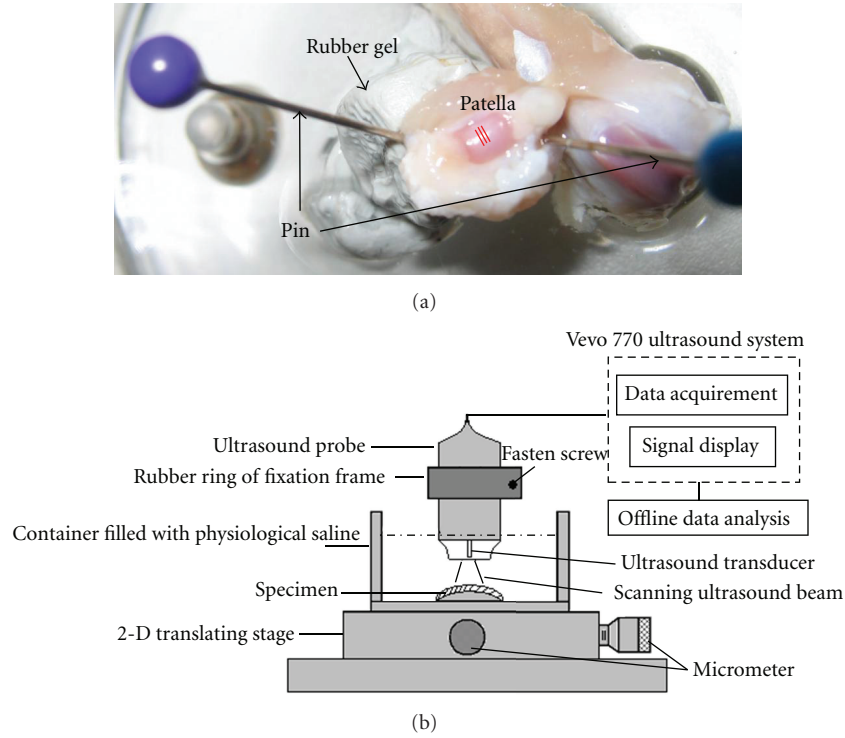 Rubber gel
Patella
Pin
(a)
Vevo 770 ultrasound system
Data acquirement
Ultrasound probe
Fasten screw
Signal display
Rubber ring of fixation frame
Offline data analysis
Container filled with physiological saline
Ultrasound transducer
Specimen
Scanning ultrasound beam
2-D translating stage
Micrometer
(b)